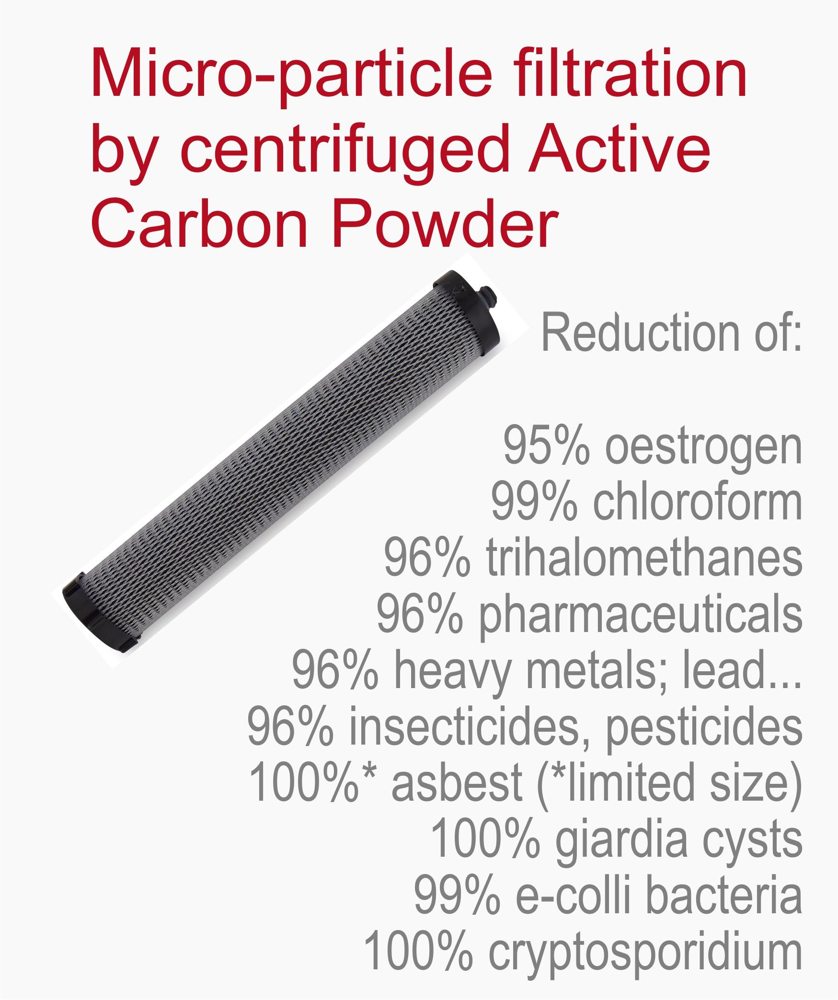 Micro-particle filtration
by centrifuged Active
Carbon Powder
Reduction of:
95% oestrogen
99% chloroform
96% trihalomethanes
96% pharmaceuticals
96% heavy metals; lead...
96% insecticides, pesticides
100%* asbest (*limited size)
100% giardia cysts
99% e-colli bacteria
100% cryptosporidium